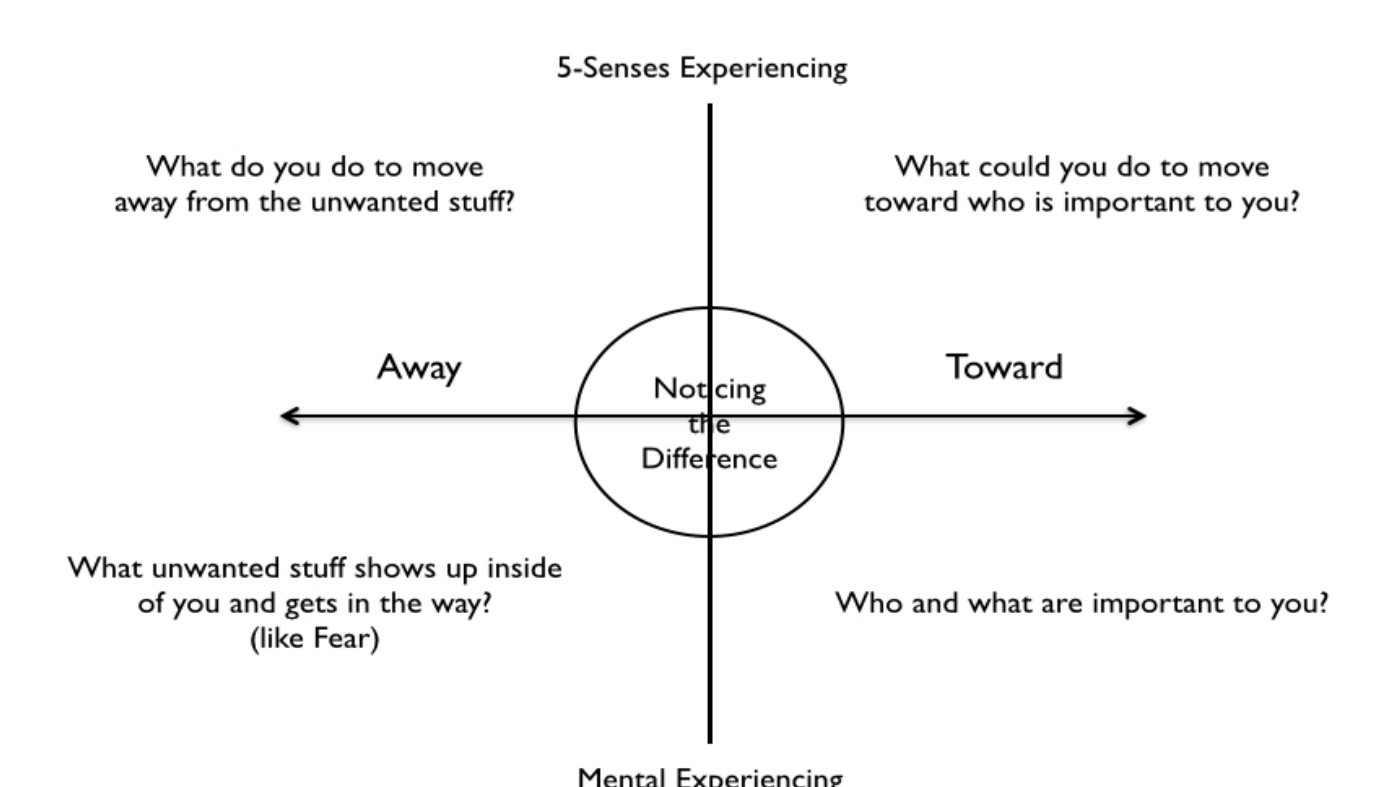 5-Senses Experiencing
What do you do to move
away from the unwanted stuff?
What could you do to move
toward who is important to you?
Away
Toward
Noticing
the
Difference
What unwanted stuff shows up inside
of you and gets in the way?
(like Fear)
Who and what are important to you?
Mental Experiencing